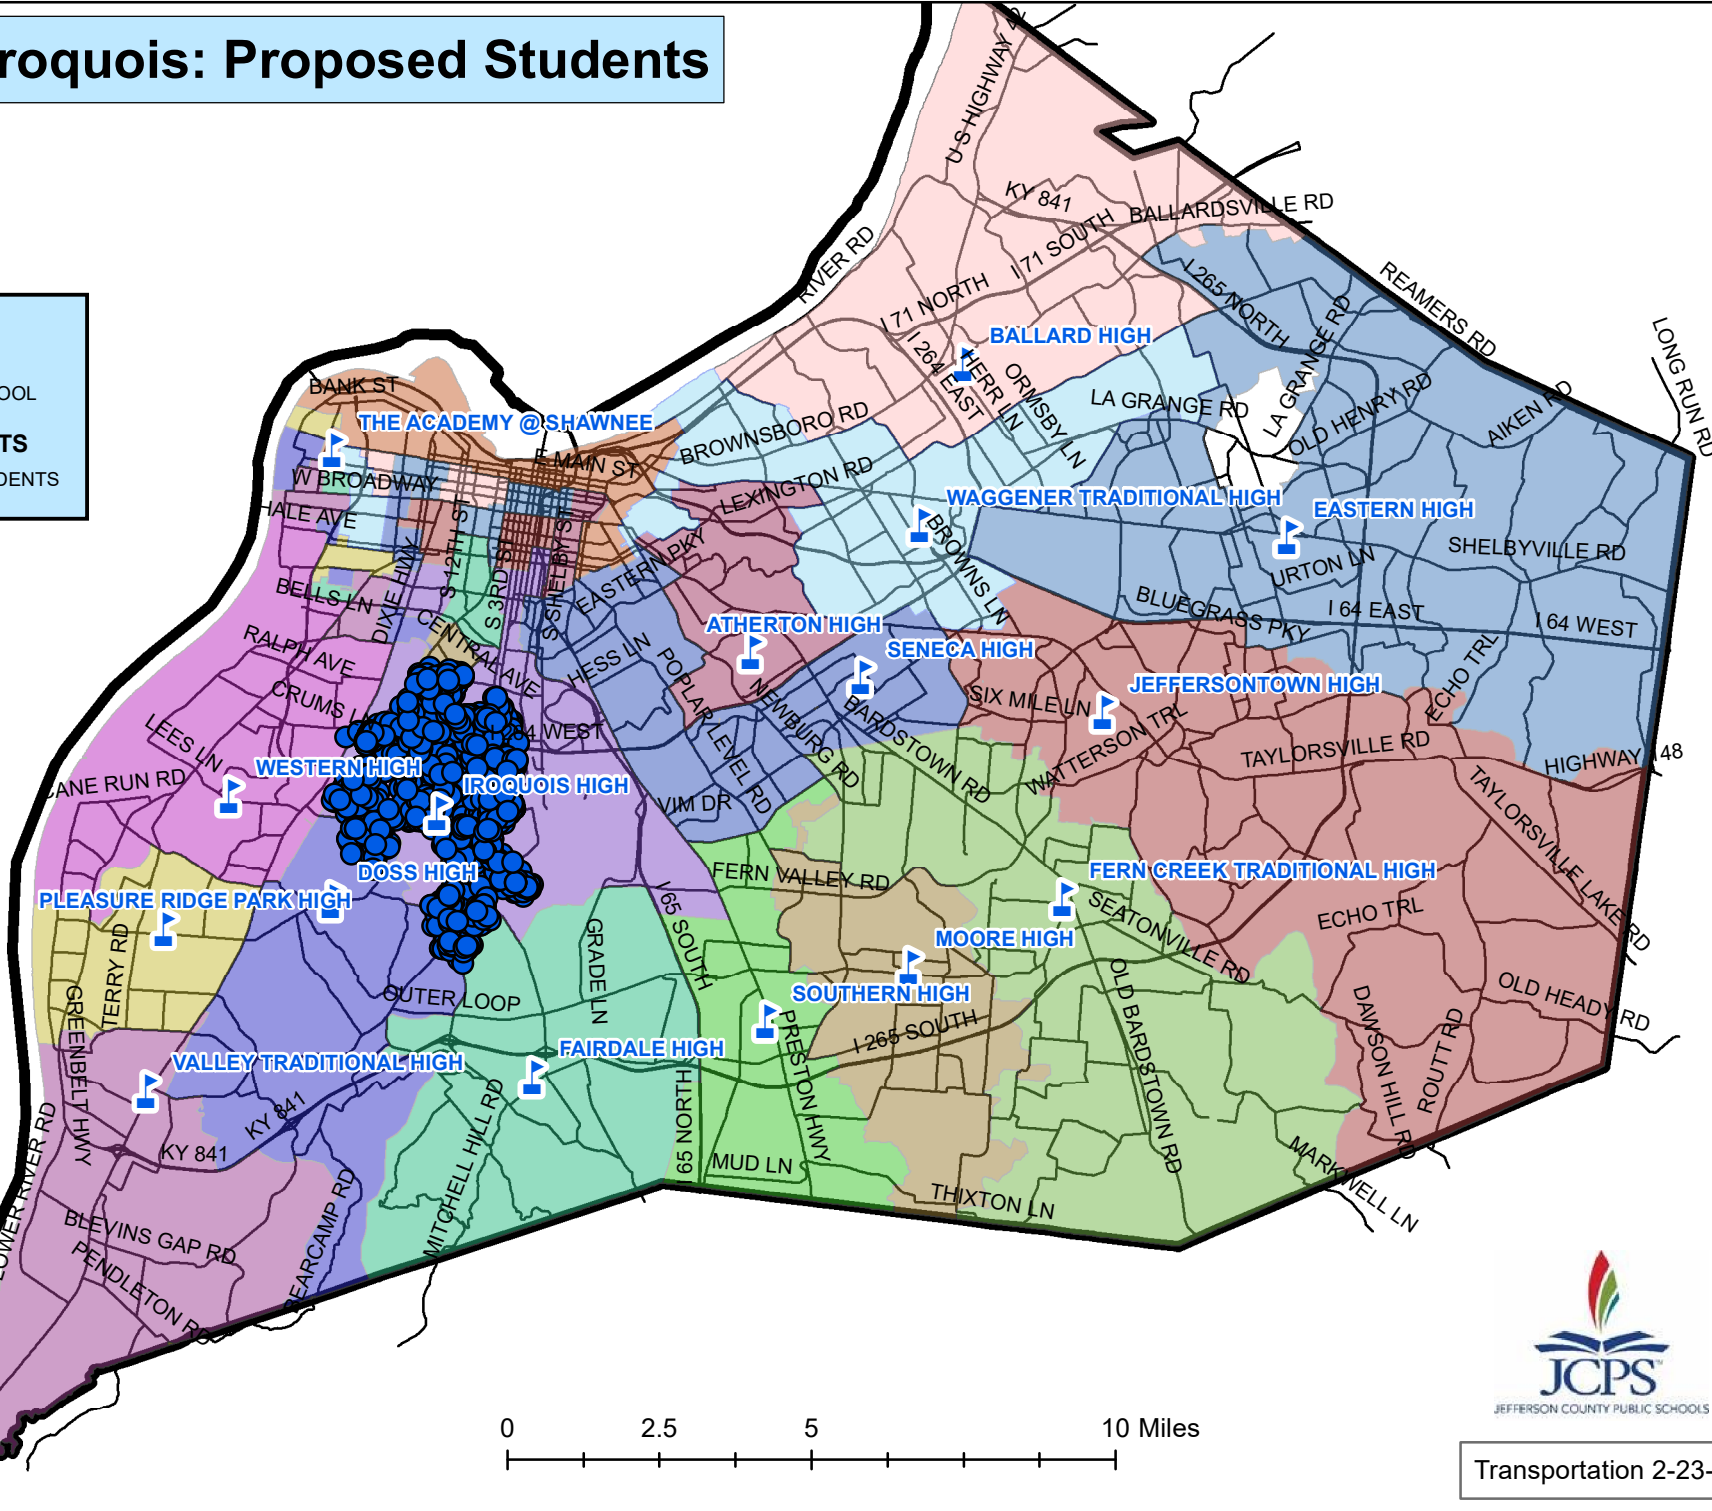 roquois: Proposed Students
OOL
TS
DENTS
U S HIGHWAY 42
KY 841
BALLARDSVILLE RD
I 71 SOUTH
RIVER RD
I 71 NORTH
I 265 NORTH
REAMERS RD
LONG RUN RD
BALLARD HIGH
I 264 EAST
HERR LN
ORMSBY LN
LA GRANGE RD
LA GRANGE RD
OLD HENRY RD
AIKEN RD
BANK ST
THE ACADEMY @ SHAWNEE
E MAIN ST
BROWNSBORO RD
W BROADWAY
LEXINGTON RD
WAGGENER TRADITIONAL HIGH
EASTERN HIGH
HALE AVE
S 12TH ST
S 3RD ST
S SHELBY ST
EASTERN PKY
BROWNS LN
SHELBYVILLE RD
URTON LN
BELLS LN
DIXIE HWY
CENTRAL AVE
BLUEGRASS PKY
I 64 EAST
I 64 WEST
ATHERTON HIGH
SENECA HIGH
RALPH AVE
HESS LN
POPLAR LEVEL RD
NEWBURG RD
BARDSTOWN RD
SIX MILE LN
JEFFERSONTOWN HIGH
WATTERSON TRL
ECHO TRL
CRUMS LN
I 264 WEST
TAYLORSVILLE RD
HIGHWAY 148
LEES LN
CANE RUN RD
WESTERN HIGH
IROQUOIS HIGH
VIM DR
TAYLORSVILLE LAKE RD
DOSS HIGH
FERN VALLEY RD
FERN CREEK TRADITIONAL HIGH
PLEASURE RIDGE PARK HIGH
SEATONVILLE RD
ECHO TRL
TERRY RD
GRADE LN
I 65 SOUTH
MOORE HIGH
OUTER LOOP
SOUTHERN HIGH
OLD BARDSTOWN RD
OLD HEADY RD
GREENBELT HWY
I 265 SOUTH
DAWSON HILL RD
ROUTT RD
VALLEY TRADITIONAL HIGH
FAIRDALE HIGH
PRESTON HWY
KY 841
KY 841
MITCHELL HILL RD
I 65 NORTH
MUD LN
MARKWELL LN
LOWER RIVER RD
BEARCAMP RD
THIXTON LN
BLEVINS GAP RD
PENDLETON RD
JCPS
JEFFERSON COUNTY PUBLIC SCHOOLS
0 2.5 5 10 Miles
Transportation 2-23-